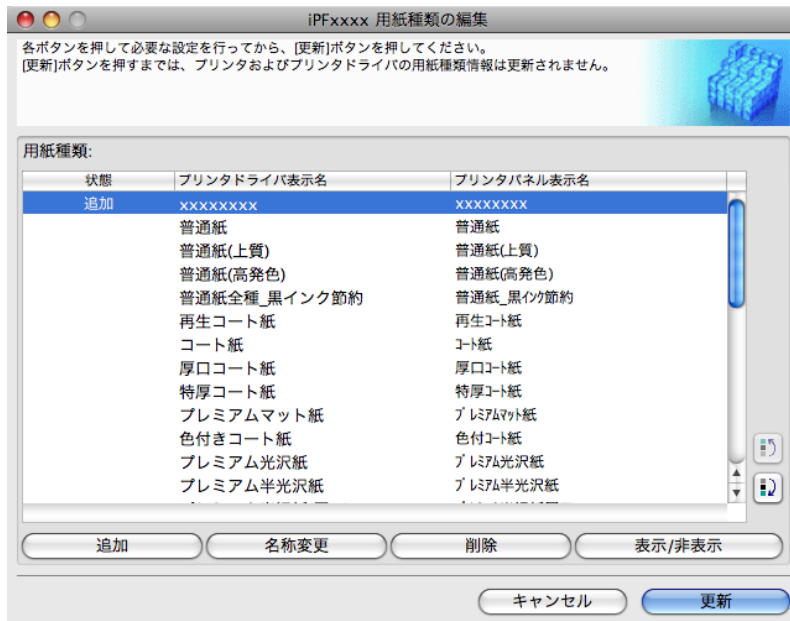 iPFxxxx 用紙種類の編集
各ボタンを押して必要な設定を行ってから、[更新]ボタンを押してください。
[更新]ボタンを押すまでは、プリンタおよびプリンタドライバの用紙種類情報は更新されません。
用紙種類:
状態 プリンタドライバ表示名 プリンタパネル表示名
追加 xxxxxxxx xxxxxxxx
普通紙 普通紙
普通紙(上質) 普通紙(上質)
普通紙(高発色) 普通紙(高発色)
普通紙全種_黒インク節約 普通紙_黒インク節約
再生コート紙 再生コート紙
コート紙 コート紙
厚口コート紙 厚口コート紙
特厚コート紙 特厚コート紙
プレミアムマット紙 プレミアムマット紙
色付きコート紙 色付コート紙
プレミアム光沢紙 プレミアム光沢紙
プレミアム半光沢紙 プレミアム半光沢紙
追加 名称変更 削除 表示/非表示
キャンセル 更新